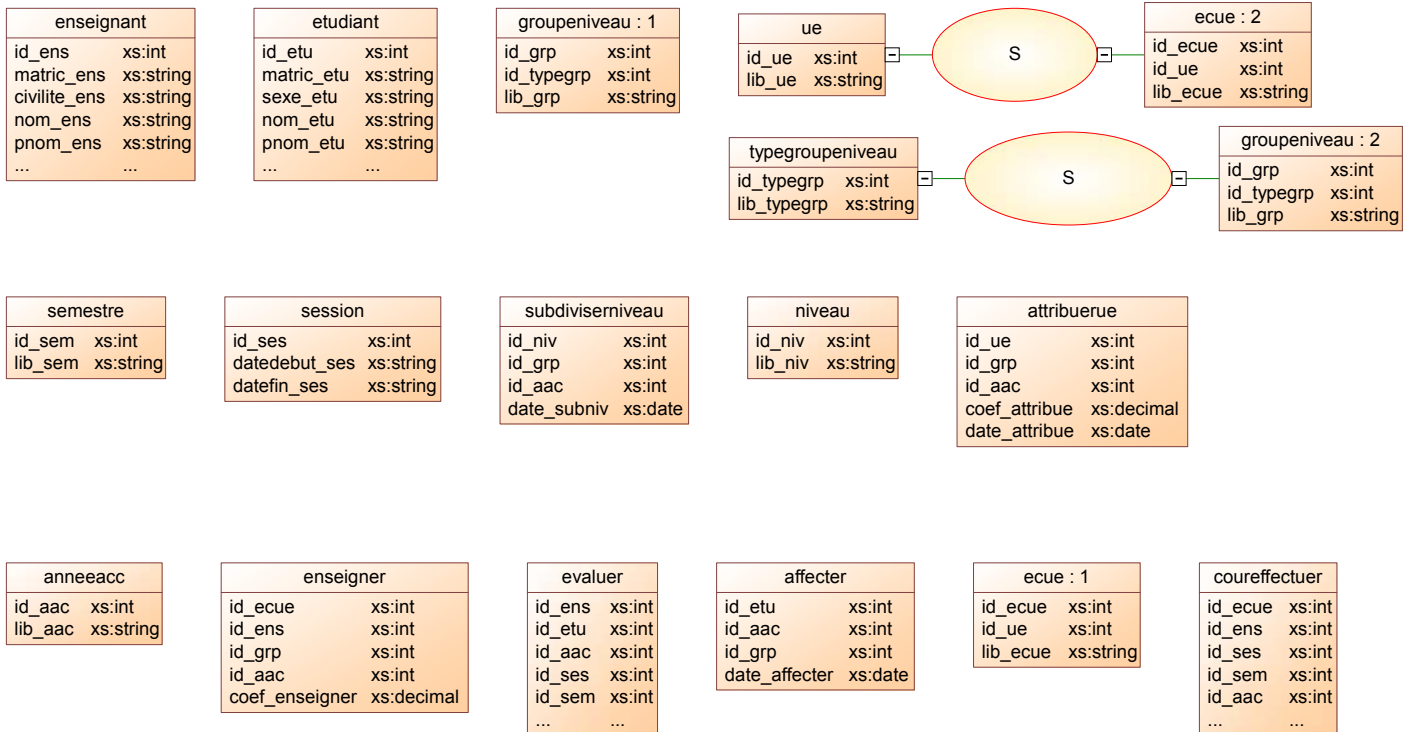 enseignant
id_ens xs:int
matric_ens xs:string
civilite_ens xs:string
nom_ens xs:string
pnom_ens xs:string
... ...
etudiant
id_etu xs:int
matric_etu xs:string
sexe_etu xs:string
nom_etu xs:string
pnom_etu xs:string
... ...
groupeniveau : 1
id_grp xs:int
id_typegrp xs:int
lib_grp xs:string
ue
id_ue xs:int
lib_ue xs:string
S
ecue : 2
id_ecue xs:int
id_ue xs:int
lib_ecue xs:string
typegroupeniveau
id_typegrp xs:int
lib_typegrp xs:string
S
groupeniveau : 2
id_grp xs:int
id_typegrp xs:int
lib_grp xs:string
semestre
id_sem xs:int
lib_sem xs:string
session
id_ses xs:int
datedebut_ses xs:string
datefin_ses xs:string
subdiviserniveau
id_niv xs:int
id_grp xs:int
id_aac xs:int
date_subniv xs:date
niveau
id_niv xs:int
lib_niv xs:string
attribuerue
id_ue xs:int
id_grp xs:int
id_aac xs:int
coef_attribue xs:decimal
date_attribue xs:date
anneeacc
id_aac xs:int
lib_aac xs:string
enseigner
id_ecue xs:int
id_ens xs:int
id_grp xs:int
id_aac xs:int
coef_enseigner xs:decimal
evaluer
id_ens xs:int
id_etu xs:int
id_aac xs:int
id_ses xs:int
id_sem xs:int
... ...
affecter
id_etu xs:int
id_aac xs:int
id_grp xs:int
date_affecter xs:date
ecue : 1
id_ecue xs:int
id_ue xs:int
lib_ecue xs:string
coureffectuer
id_ecue xs:int
id_ens xs:int
id_ses xs:int
id_sem xs:int
id_aac xs:int
... ...